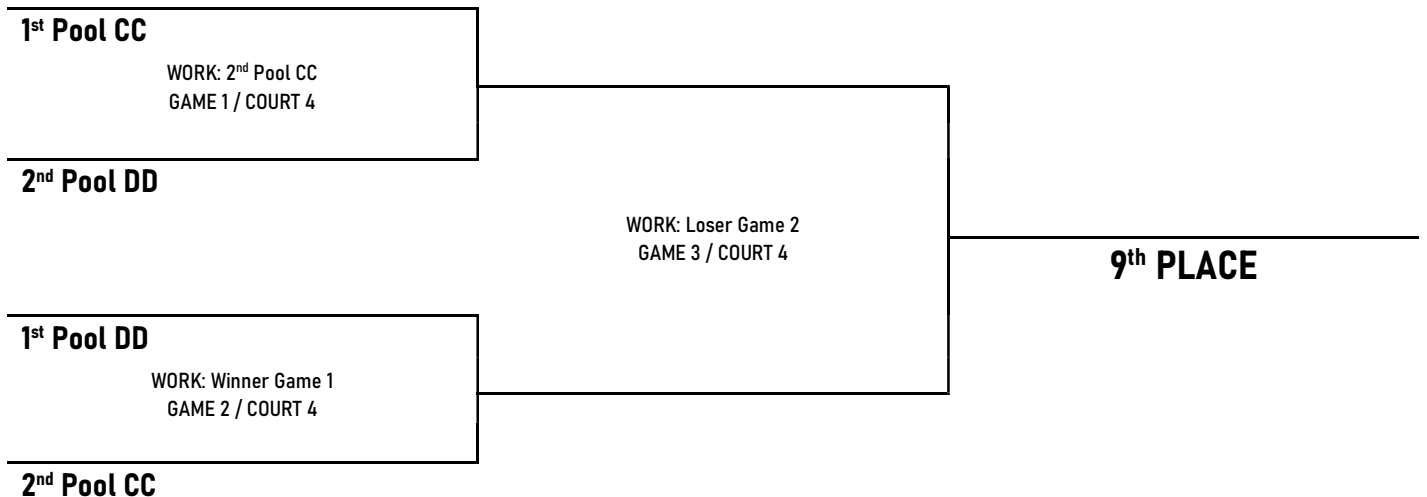 1st Pool CC
WORK: 2nd Pool CC
GAME 1 / COURT 4
2nd Pool DD
WORK: Loser Game 2
GAME 3 / COURT 4
9th PLACE
1st Pool DD
WORK: Winner Game 1
GAME 2 / COURT 4
2nd Pool CC